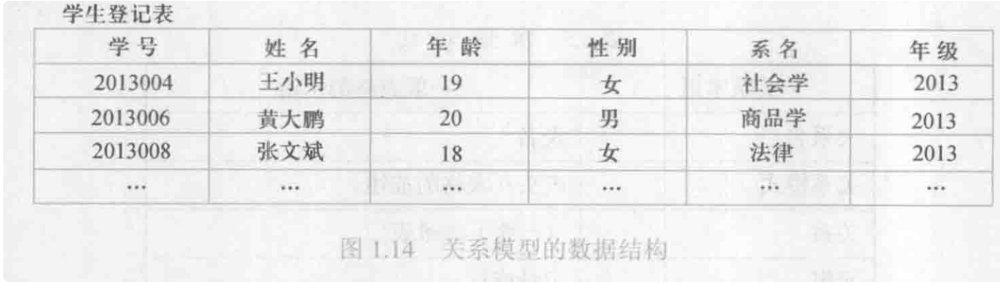 学生登记表
学号 姓名 年龄 性别 系名 年级
2013004 王小明 19 女 社会学 2013
2013006 黄大鹏 20 男 商品学 2013
2013008 张文斌 18 女 法律 2013
… … … … … …
图 1.14 关系模型的数据结构